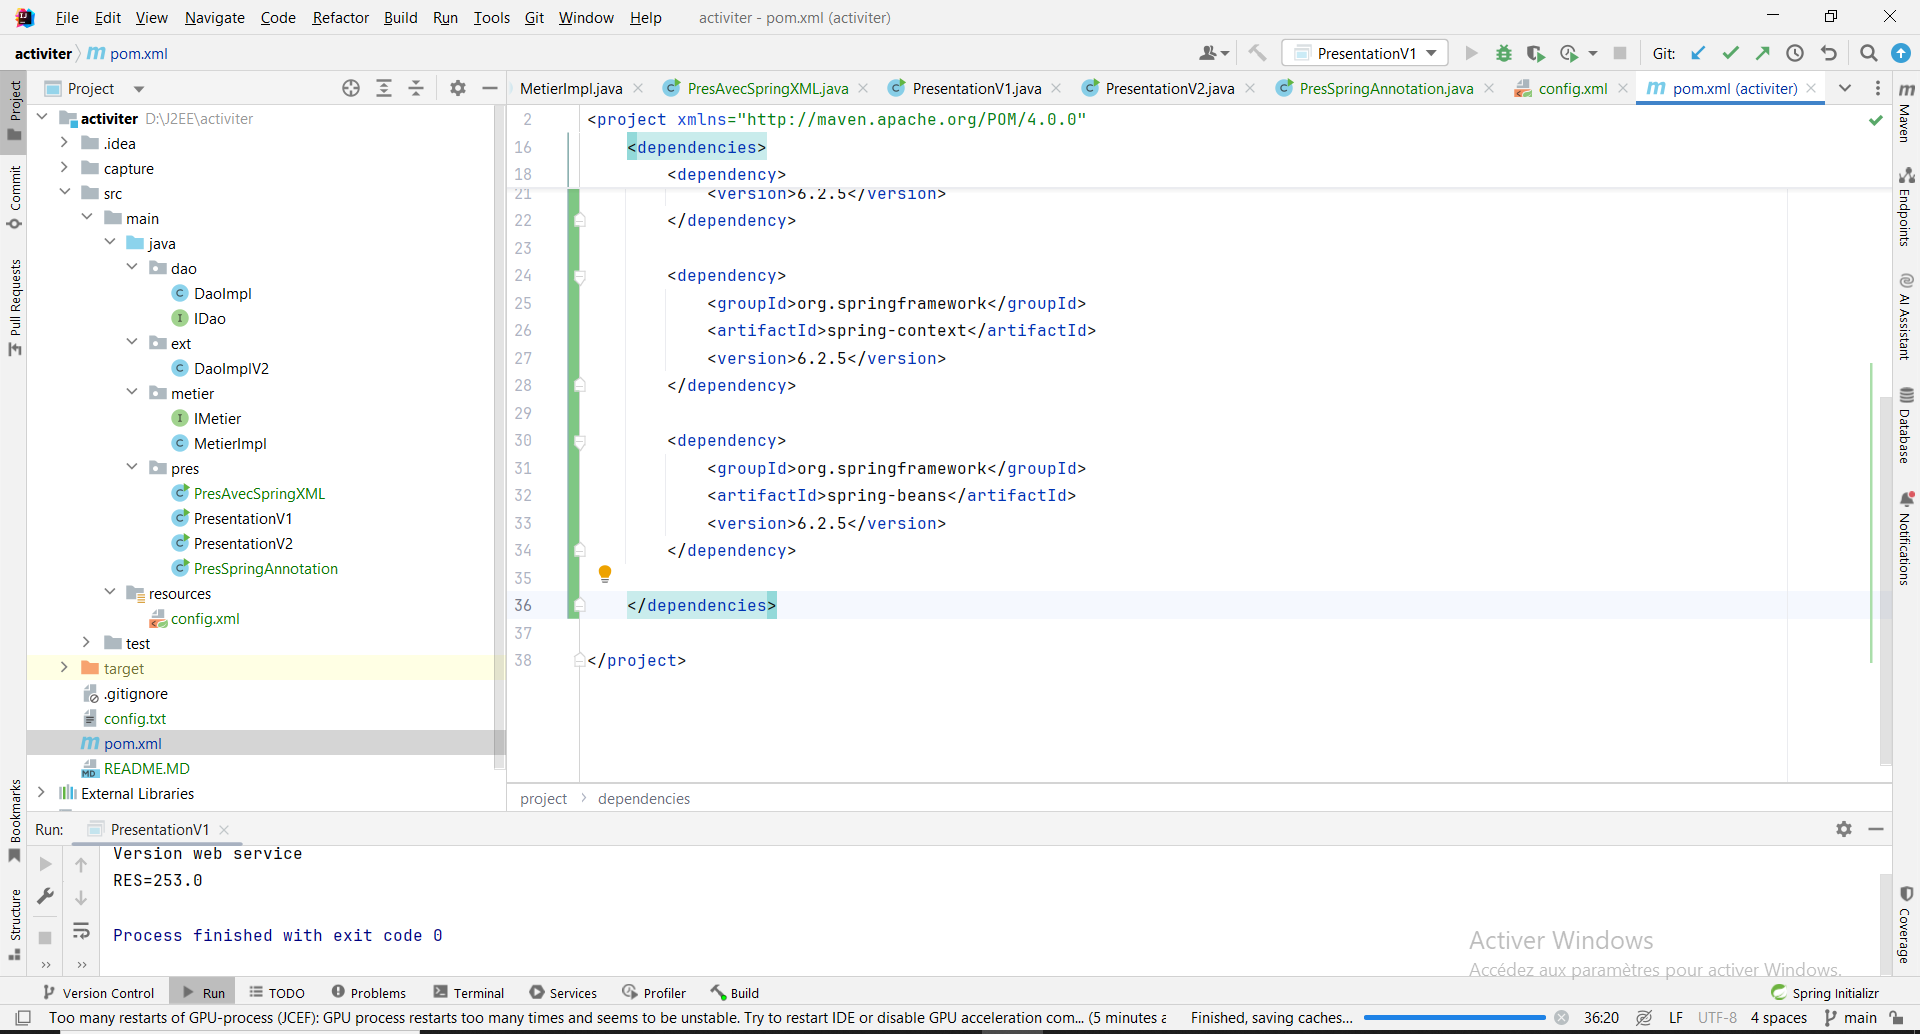 File Edit View Navigate Code Refactor Build Run Tools Git Window Help activiter - pom.xml (activiter)
activiter pom.xml PresentationV1 Git:
Project
MetierImpl.java PresAvecSpringXML.java PresentationV1.java PresentationV2.java PresSpringAnnotation.java config.xml pom.xml (activiter)
Project
Commit
Pull Requests
Bookmarks
Structure
activiter D:\J2EE\activiter
.idea
capture
src
main
java
dao
DaoImpl
IDao
ext
DaoImplV2
metier
IMetier
MetierImpl
pres
PresAvecSpringXML
PresentationV1
PresentationV2
PresSpringAnnotation
resources
config.xml
test
target
.gitignore
config.txt
pom.xml
README.MD
External Libraries
2 <project xmlns="http://maven.apache.org/POM/4.0.0"
16 <dependencies>
18 <dependency>
21 <version>6.2.5</version>
22 </dependency>
23
24 <dependency>
25 <groupId>org.springframework</groupId>
26 <artifactId>spring-context</artifactId>
27 <version>6.2.5</version>
28 </dependency>
29
30 <dependency>
31 <groupId>org.springframework</groupId>
32 <artifactId>spring-beans</artifactId>
33 <version>6.2.5</version>
34 </dependency>
35
36 </dependencies>
37
38 </project>
project dependencies
Maven
Endpoints
AI Assistant
Database
Notifications
Coverage
Run: PresentationV1
Version web service
RES=253.0
Process finished with exit code 0
Activer Windows
Accédez aux paramètres pour activer Windows.
Version Control Run TODO Problems Terminal Services Profiler Build Spring Initializr
Too many restarts of GPU-process (JCEF): GPU process restarts too many times and seems to be unstable. Try to restart IDE or disable GPU acceleration com... (5 minutes a Finished, saving caches... 36:20 LF UTF-8 4 spaces main